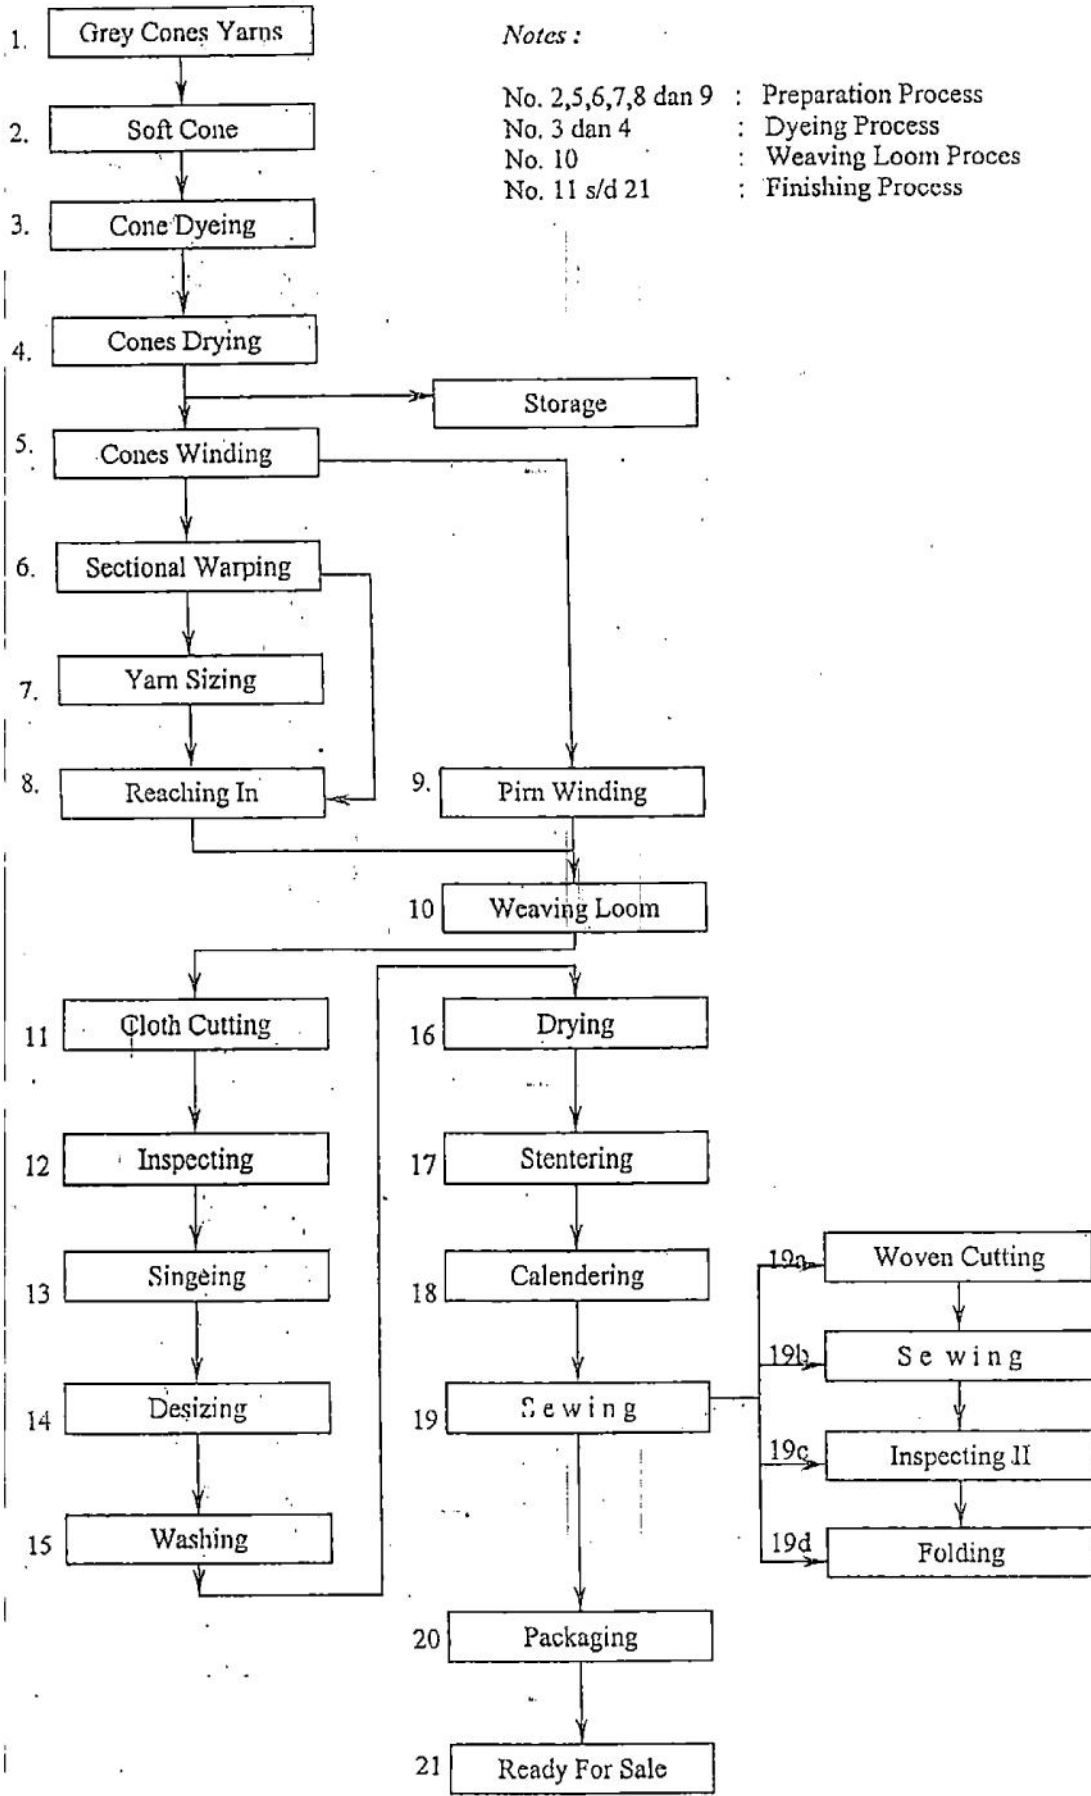 1. Grey Cones Yarns
Notes :
No. 2,5,6,7,8 dan 9 : Preparation Process
No. 3 dan 4 : Dyeing Process
No. 10 : Weaving Loom Proces
No. 11 s/d 21 : Finishing Process
2. Soft Cone
3. Cone Dyeing
4. Cones Drying
Storage
5. Cones Winding
6. Sectional Warping
7. Yarn Sizing
8. Reaching In
9. Pirn Winding
10 Weaving Loom
11 Cloth Cutting
12 Inspecting
13 Singeing
14 Desizing
15 Washing
16 Drying
17 Stentering
18 Calendering
19 Sewing
19a Woven Cutting
19b Sewing
19c Inspecting II
19d Folding
20 Packaging
21 Ready For Sale